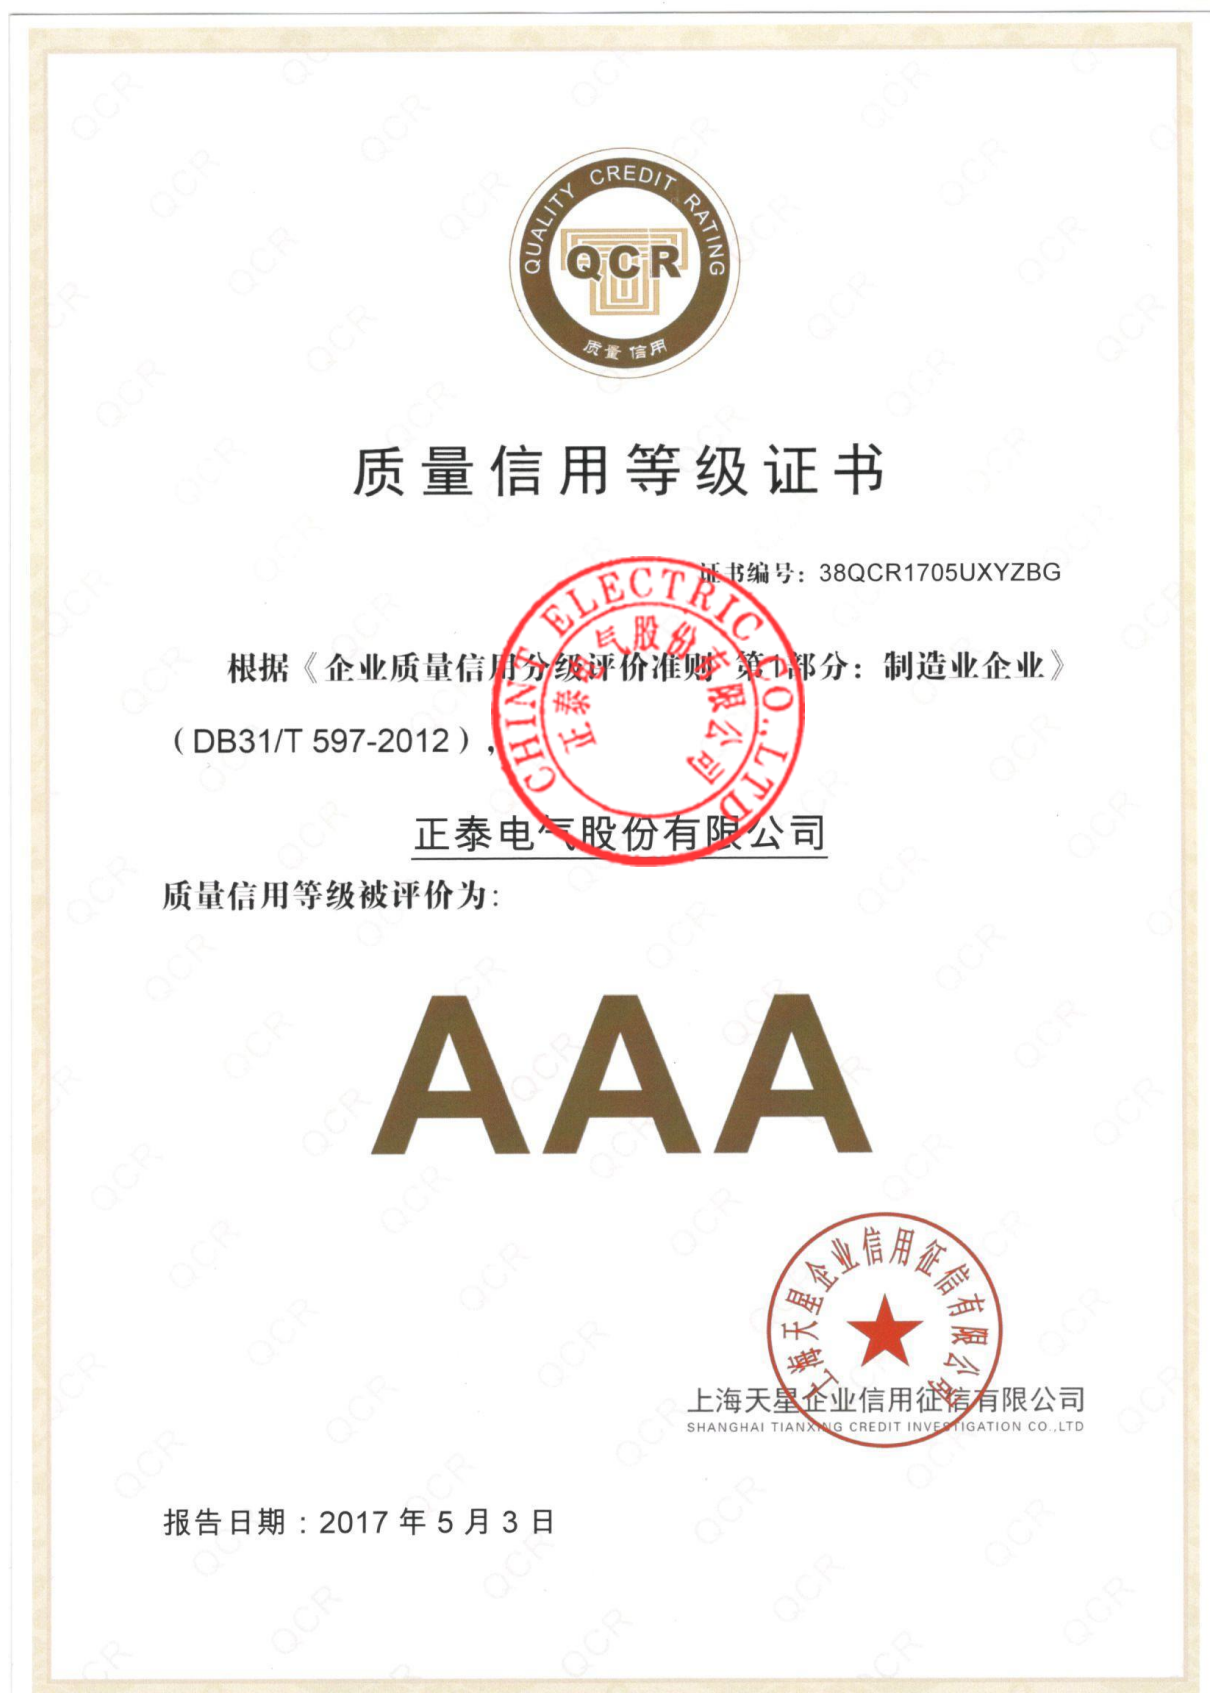 QUALITY CREDIT RATING
QCR
质量信用
质量信用等级证书
证书编号：38QCR1705UXYZBG
根据《企业质量信用分级评价准则 第1部分：制造业企业》
（DB31/T 597-2012），
CHINT ELECTRIC CO.,LTD
正泰电气股份有限公司
正泰电气股份有限公司
质量信用等级被评价为：
AAA
上海天星企业信用征信有限公司
上海天星企业信用征信有限公司
SHANGHAI TIANXING CREDIT INVESTIGATION CO.,LTD
报告日期：2017年5月3日